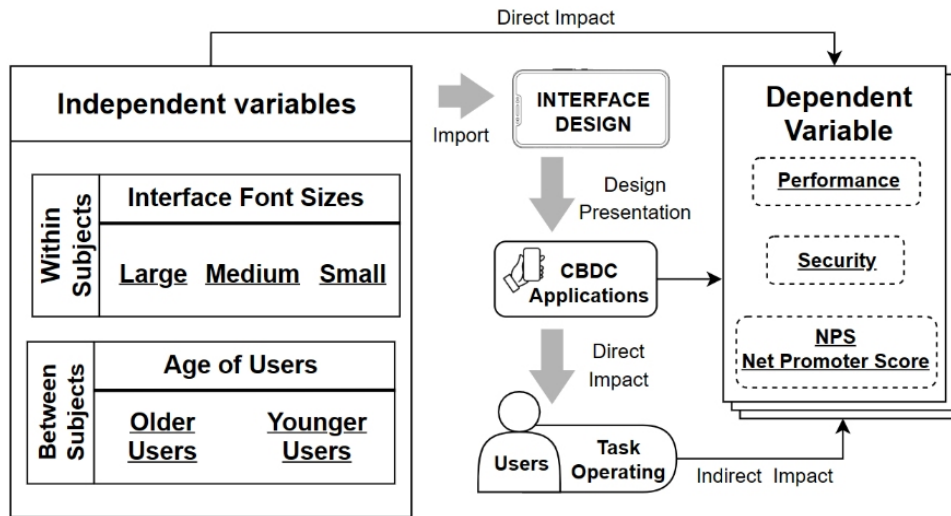 Direct Impact
Independent variables
Within
Subjects
Interface Font Sizes
Large Medium Small
Between
Subjects
Age of Users
Older
Users
Younger
Users
Import
INTERFACE
DESIGN
Design
Presentation
CBDC
Applications
Direct
Impact
Users
Task
Operating
Indirect Impact
Dependent
Variable
Performance
Security
NPS
Net Promoter Score